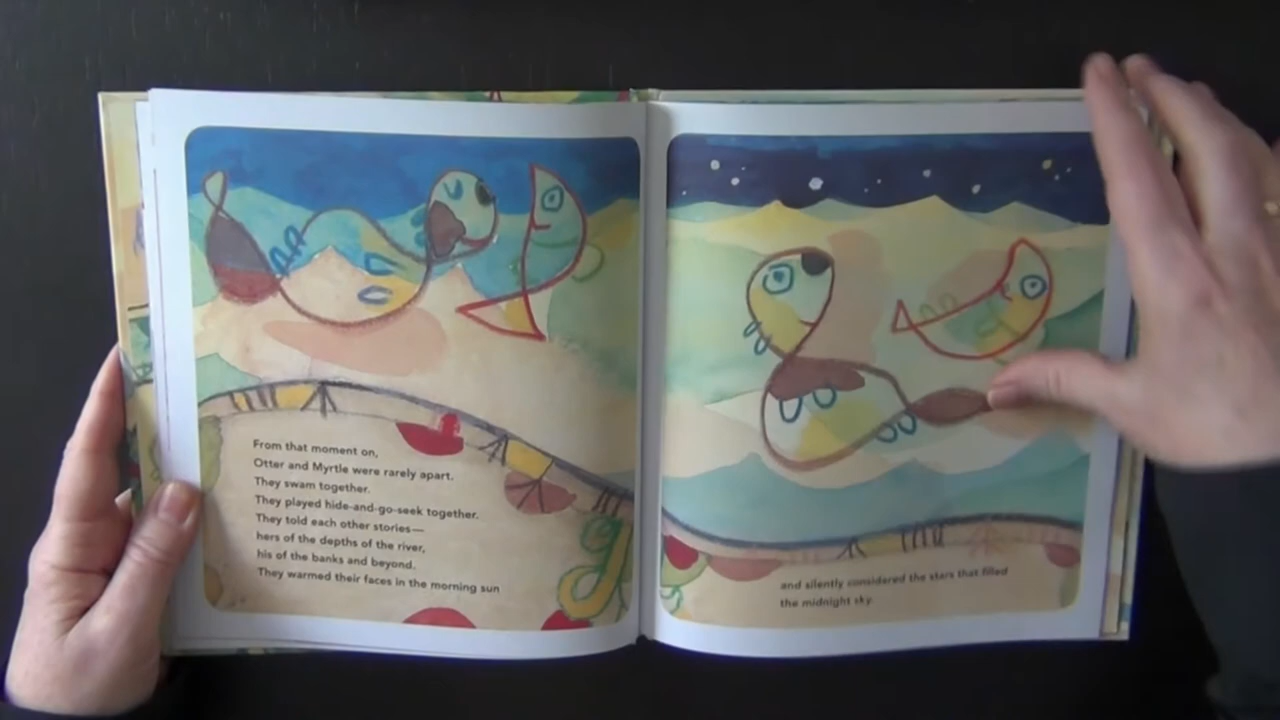 From that moment on,
Otter and Myrtle were rarely apart.
They swam together.
They played hide-and-go-seek together.
They told each other stories—
hers of the depths of the river,
his of the banks and beyond.
They warmed their faces in the morning sun
and silently considered the stars that filled
the midnight sky.